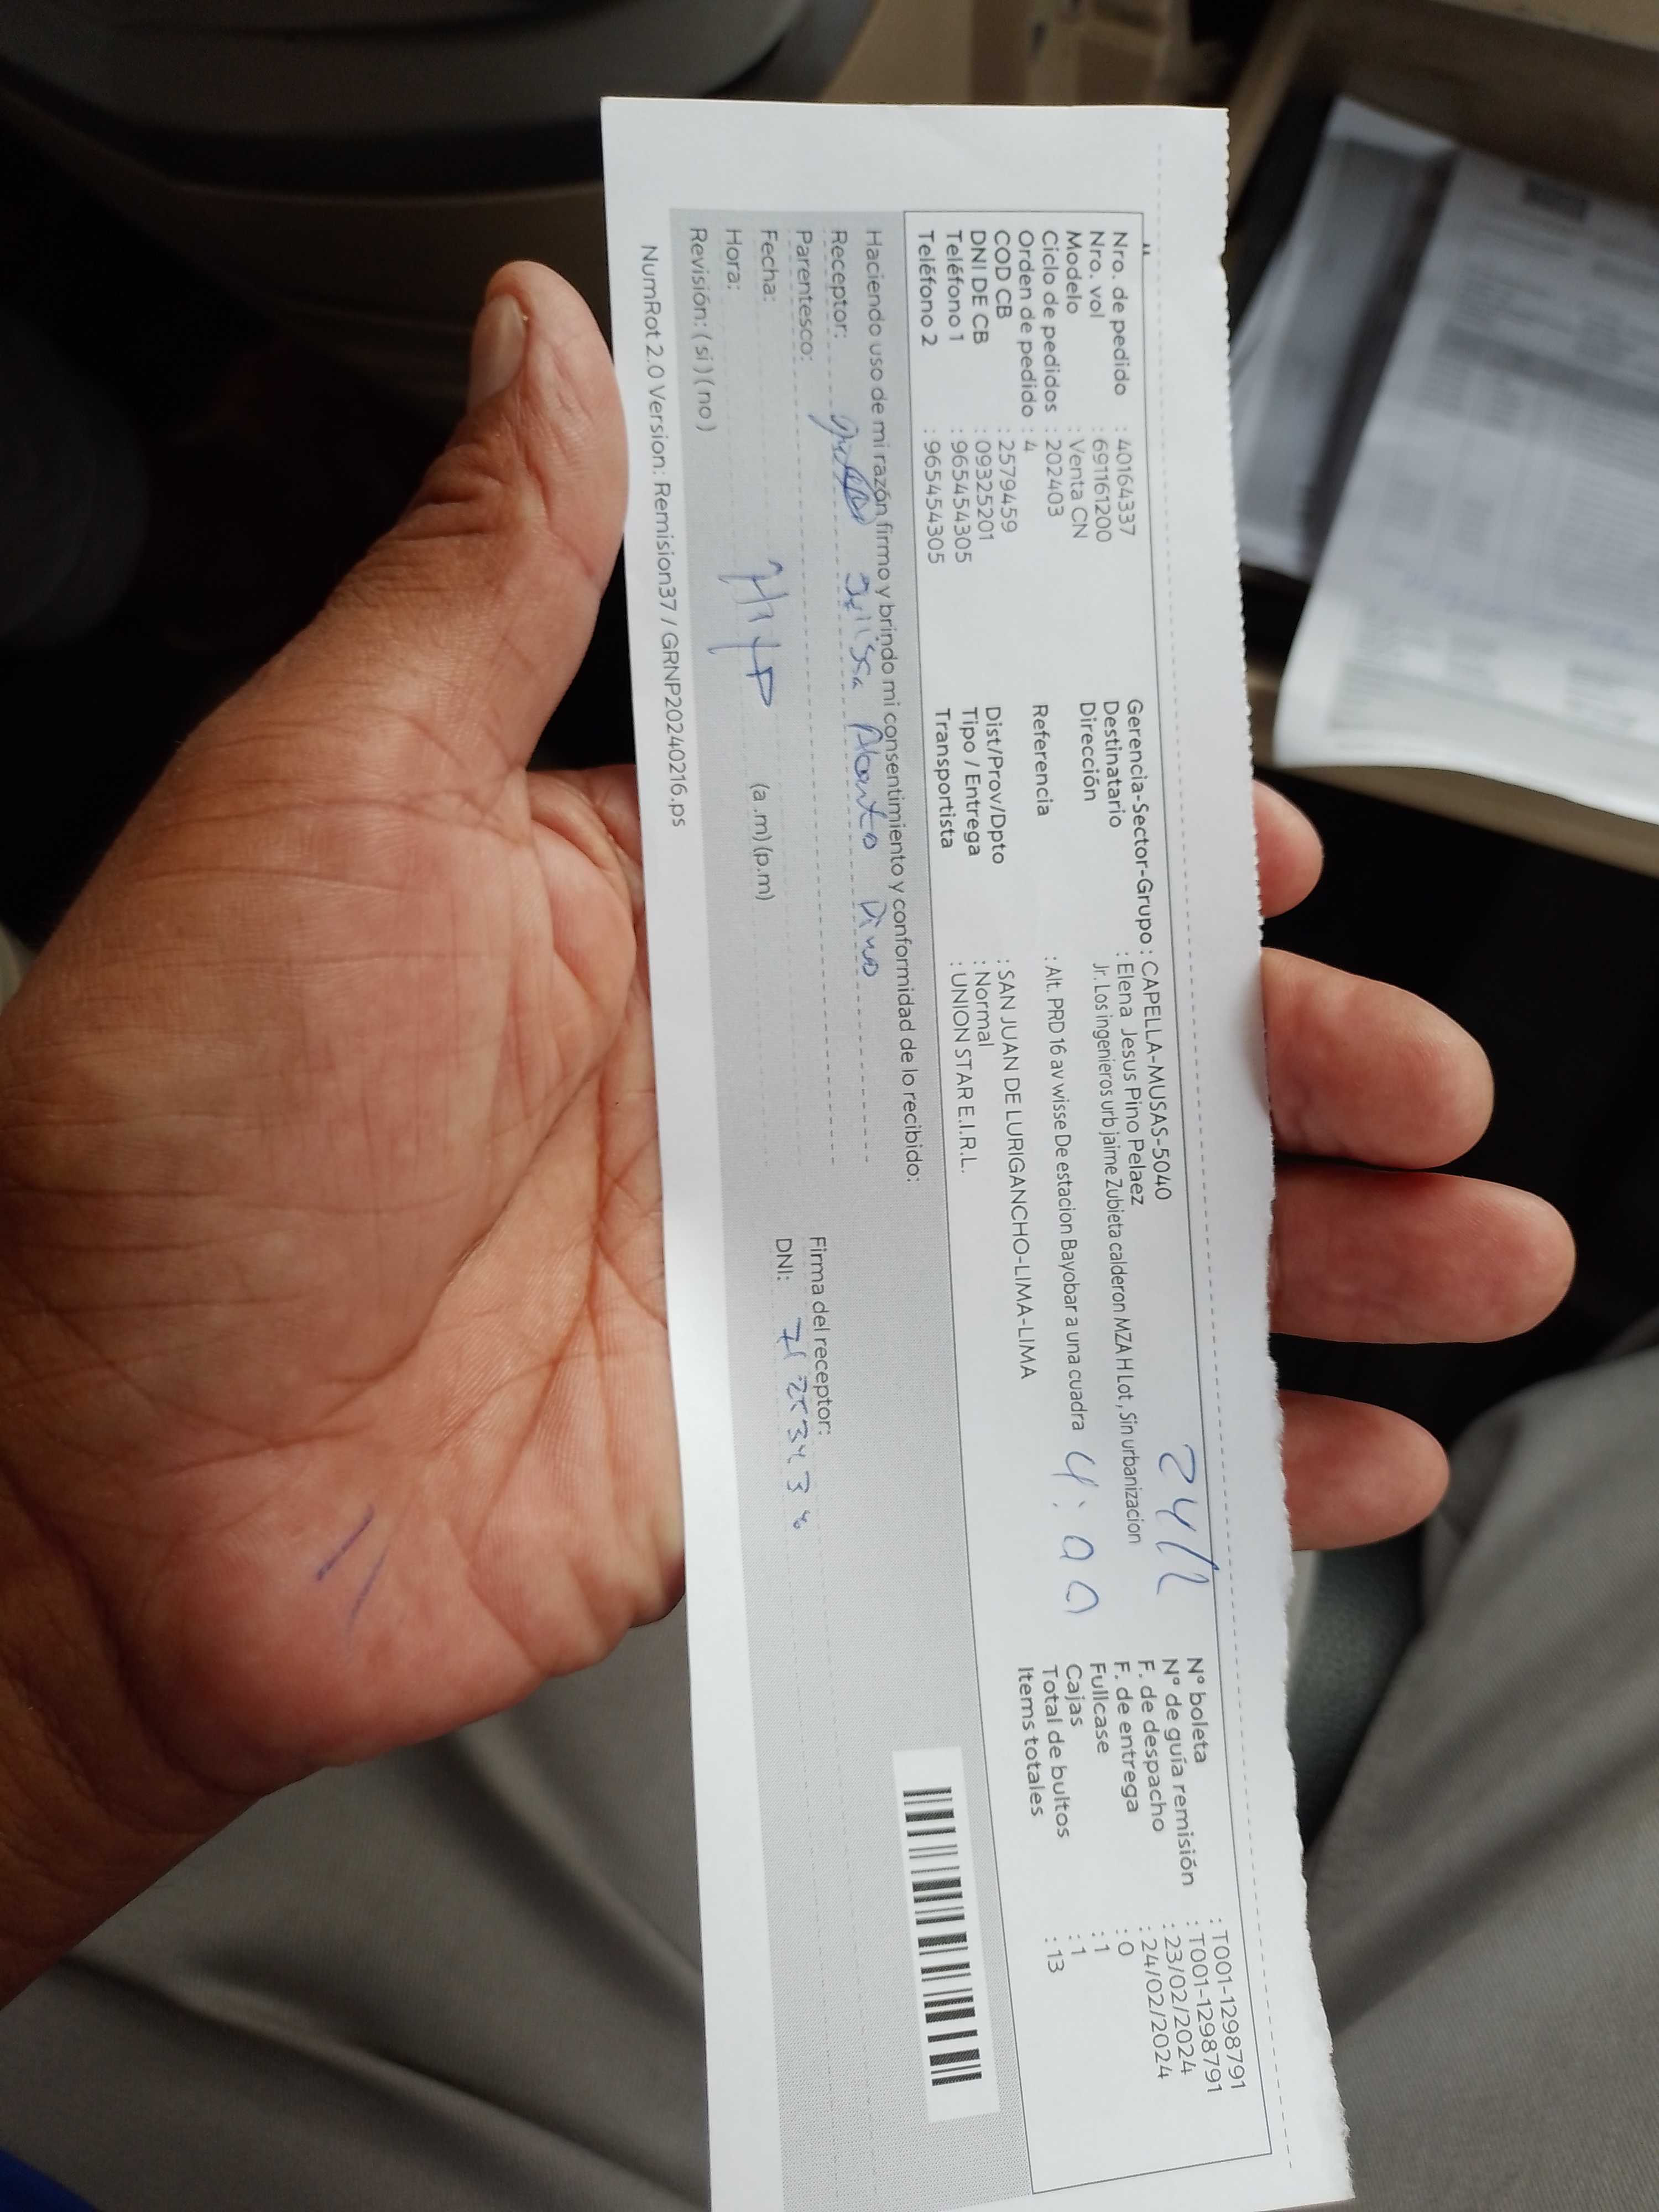 Nro. de pedido : 40164337
Nro. vol : 691161200
Modelo : Venta CN
Ciclo de pedidos : 202403
Orden de pedido : 4
COD CB : 2579459
DNI DE CB : 09325201
Teléfono 1 : 965454305
Teléfono 2 : 965454305
Gerencia-Sector-Grupo : CAPELLA-MUSAS-5040
Destinatario : Elena Jesus Pino Pelaez
Dirección Jr. Los ingenieros urb jaime Zubieta calderon MZA H Lot , Sin urbanizacion
Referencia : Alt. PRD 16 av wisse De estacion Bayobar a una cuadra
Dist/Prov/Dpto : SAN JUAN DE LURIGANCHO-LIMA-LIMA
Tipo / Entrega : Normal
Transportista : UNION STAR E.I.R.L.
24/2
4:00
N° boleta : T001-1298791
N° de guía remisión : T001-1298791
F. de despacho : 23/02/2024
F. de entrega : 24/02/2024
Fullcase : 0
Cajas : 1
Total de bultos : 1
Items totales : 13
Haciendo uso de mi razón firmo y brindo mi consentimiento y conformidad de lo recibido:
Receptor:
Parentesco:
Fecha:
Hora: (a.m) (p.m)
Revisión: ( si ) ( no )
Firma del receptor:
DNI:
NumRot 2.0 Version: Remision37 / GRNP20240216.ps